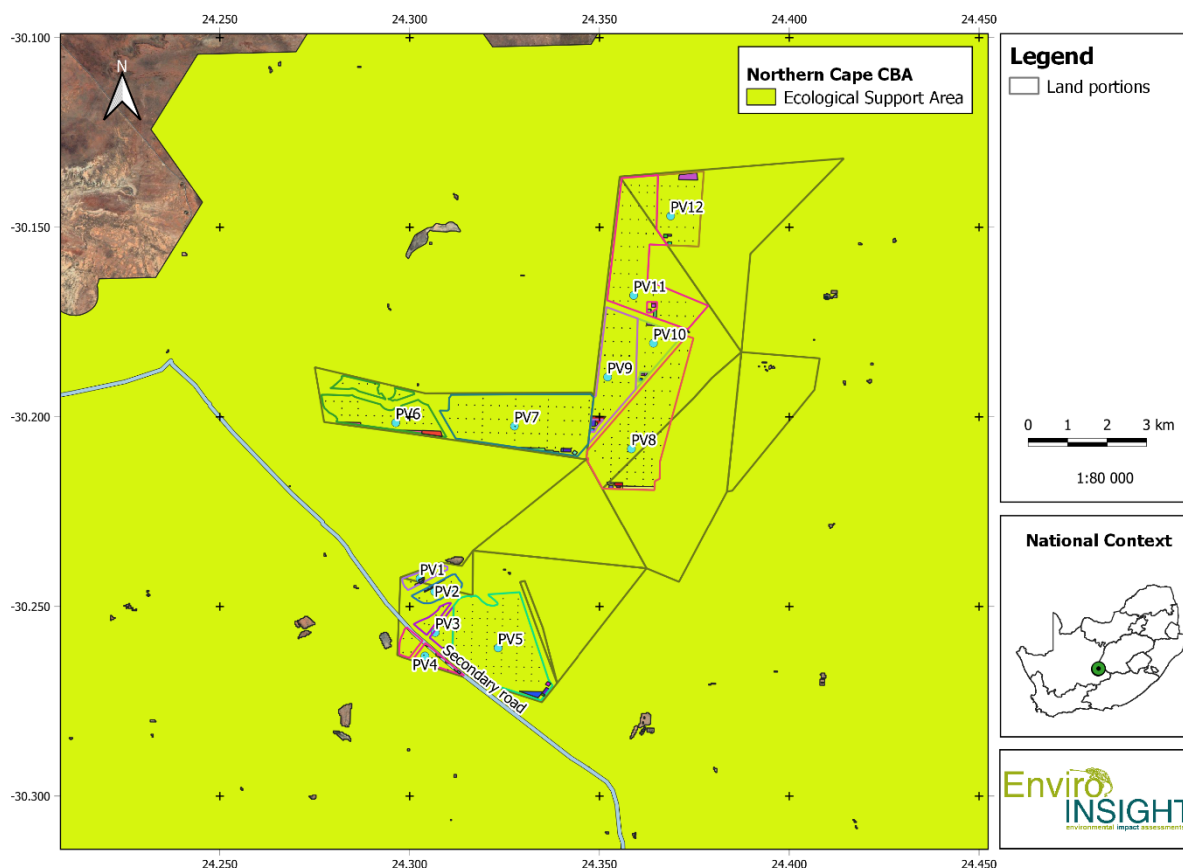 24.250 24.300 24.350 24.400 24.450
-30.100
N
Northern Cape CBA
Ecological Support Area
Legend
Land portions
-30.150
PV12
PV11
PV10
PV9
-30.200
PV6
PV7
PV8
0 1 2 3 km
1:80 000
National Context
-30.250
PV1
PV2
PV3
PV5
PV4
Secondary road
-30.300
Enviro
INSIGHT
environmental impact assessments
24.250 24.300 24.350 24.400 24.450